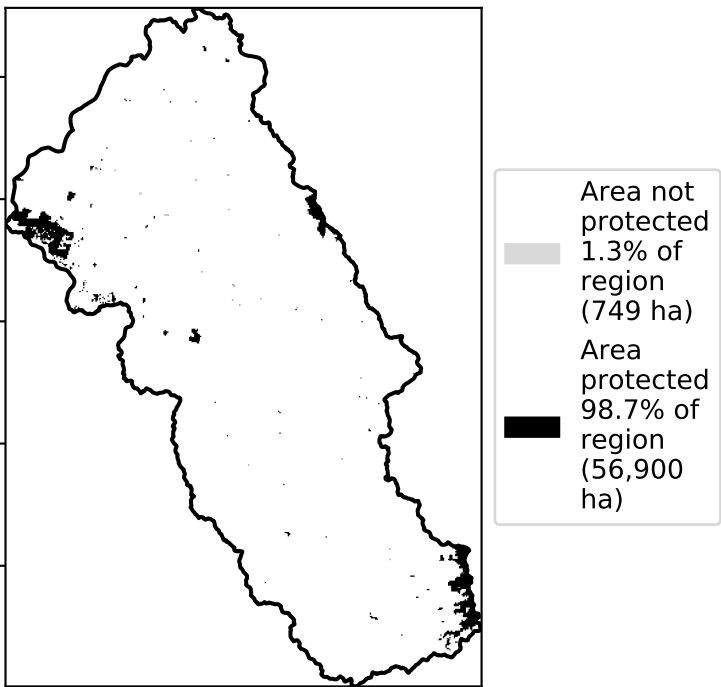 Area not
protected
1.3% of
region
(749 ha)
Area
protected
98.7% of
region
(56,900
ha)